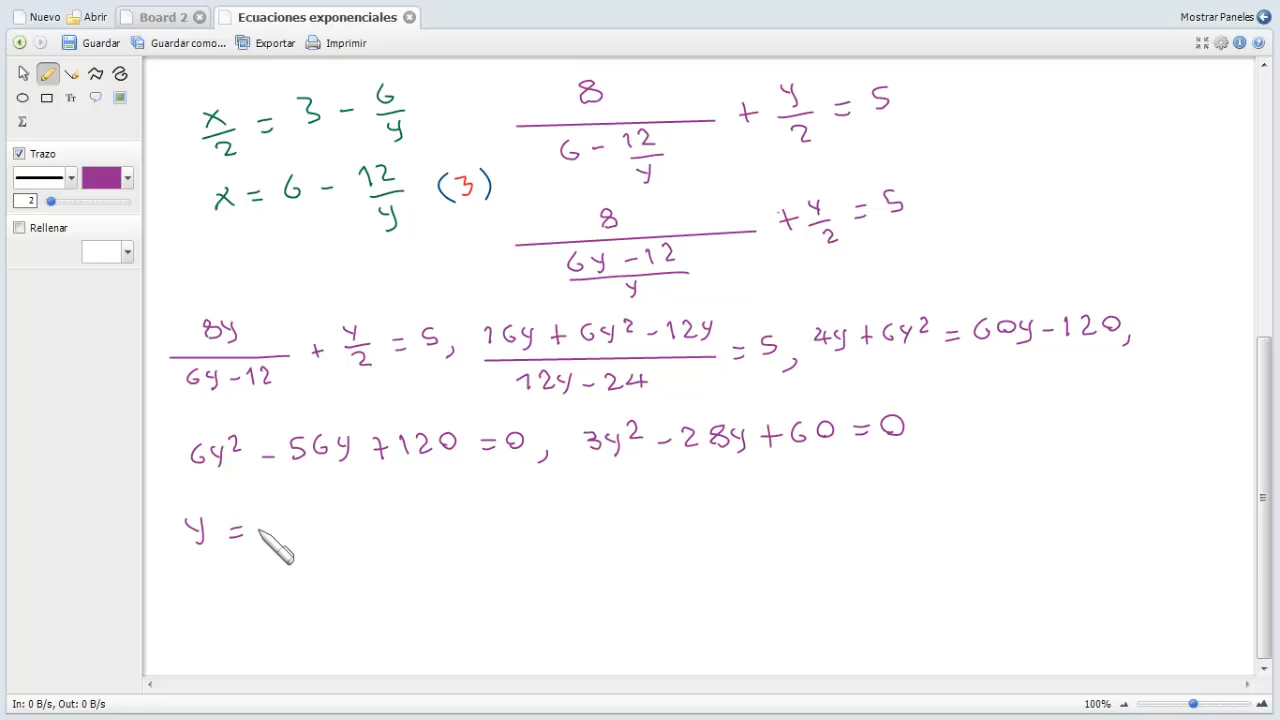 Nuevo Abrir Board 2 Ecuaciones exponenciales Mostrar Paneles
Guardar Guardar como... Exportar Imprimir
Tr
Σ
Trazo
2
Rellenar
x/2 = 3 - 6/y
x = 6 - 12/y (3)
8/(6 - 12/y) + y/2 = 5
8/((6y - 12)/y) + y/2 = 5
8y/(6y - 12) + y/2 = 5, (16y + 6y² - 12y)/(12y - 24) = 5, 4y + 6y² = 60y - 120,
6y² - 56y + 120 = 0, 3y² - 28y + 60 = 0
y =
In: 0 B/s, Out: 0 B/s 100%